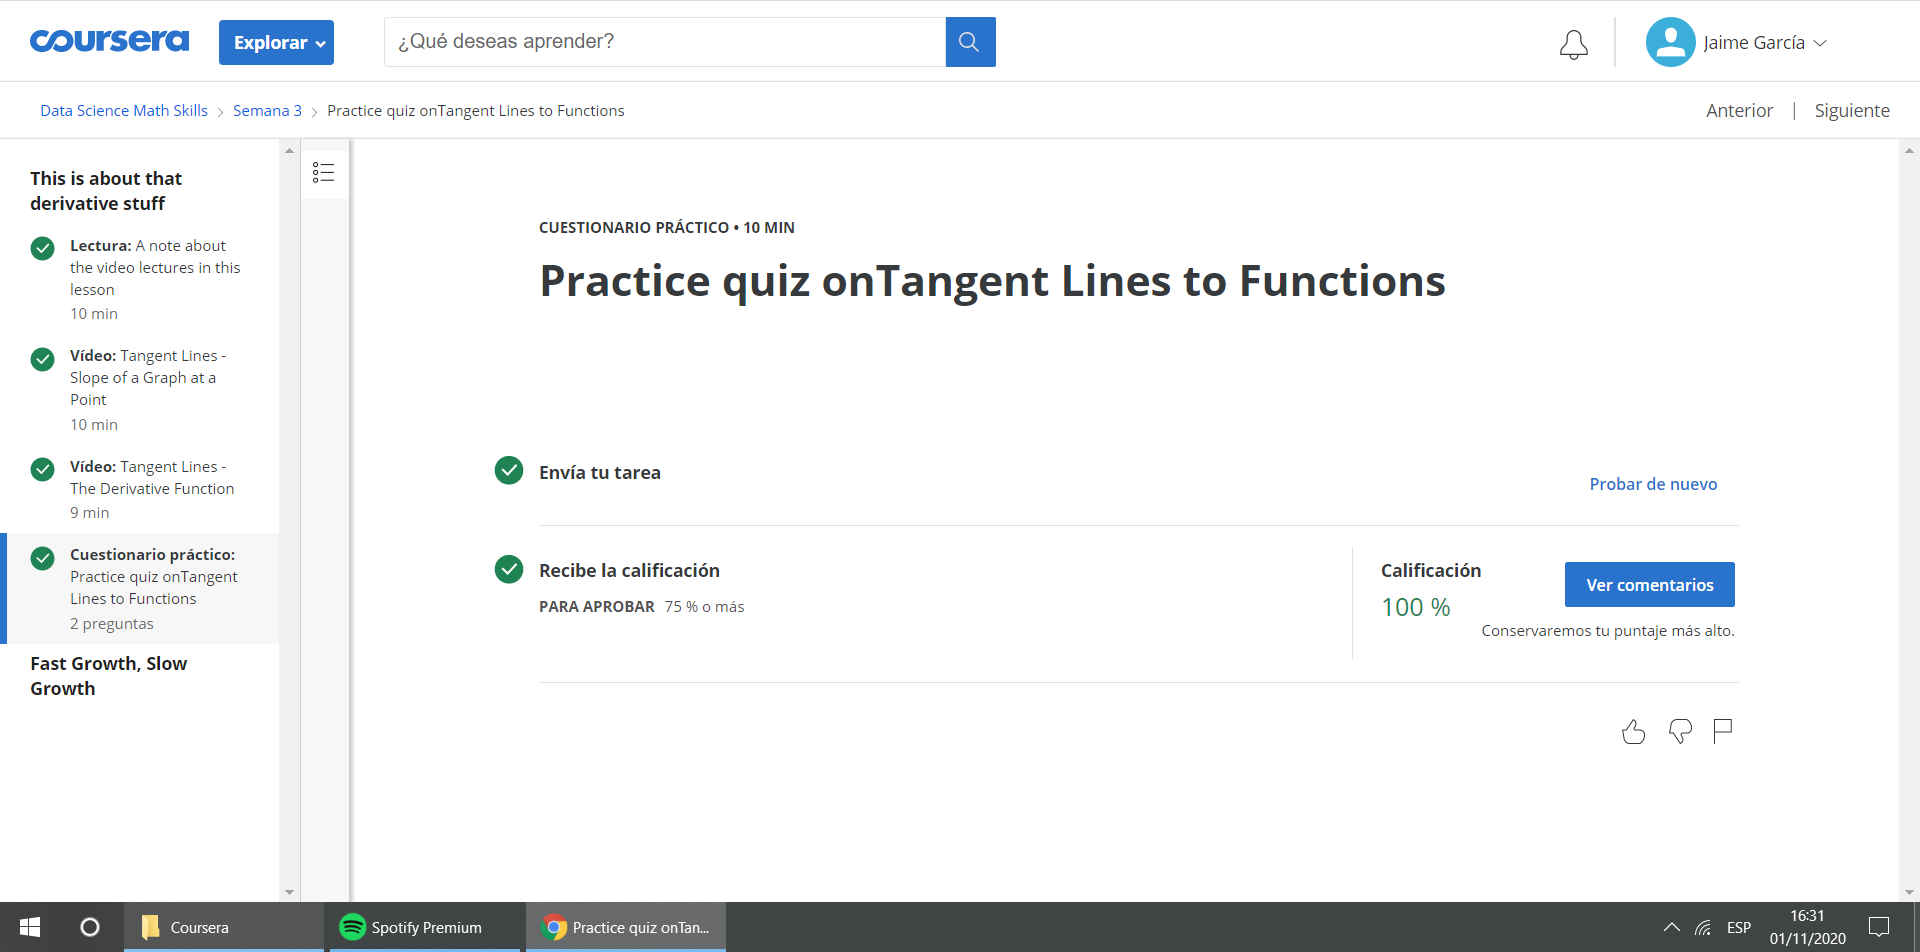 coursera
Explorar
¿Qué deseas aprender?
Jaime García
Data Science Math Skills
Semana 3
Practice quiz onTangent Lines to Functions
Anterior | Siguiente
This is about that
derivative stuff
Lectura: A note about
the video lectures in this
lesson
10 min
Vídeo: Tangent Lines -
Slope of a Graph at a
Point
10 min
Vídeo: Tangent Lines -
The Derivative Function
9 min
Cuestionario práctico:
Practice quiz onTangent
Lines to Functions
2 preguntas
Fast Growth, Slow
Growth
CUESTIONARIO PRÁCTICO • 10 MIN
Practice quiz onTangent Lines to Functions
Envía tu tarea
Probar de nuevo
Recibe la calificación
PARA APROBAR 75 % o más
Calificación
100 %
Ver comentarios
Conservaremos tu puntaje más alto.
Coursera
Spotify Premium
Practice quiz onTan...
ESP
16:31
01/11/2020